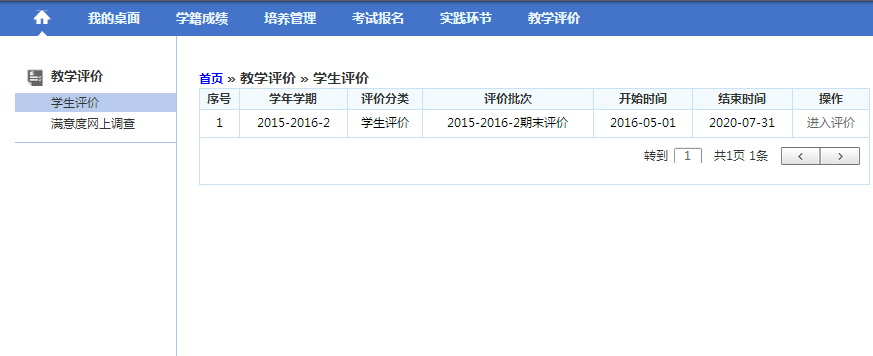 我的桌面 学籍成绩 培养管理 考试报名 实践环节 教学评价
教学评价
学生评价
满意度网上调查
首页 » 教学评价 » 学生评价
序号 学年学期 评价分类 评价批次 开始时间 结束时间 操作
1 2015-2016-2 学生评价 2015-2016-2期末评价 2016-05-01 2020-07-31 进入评价
转到 1 共1页 1条 < >